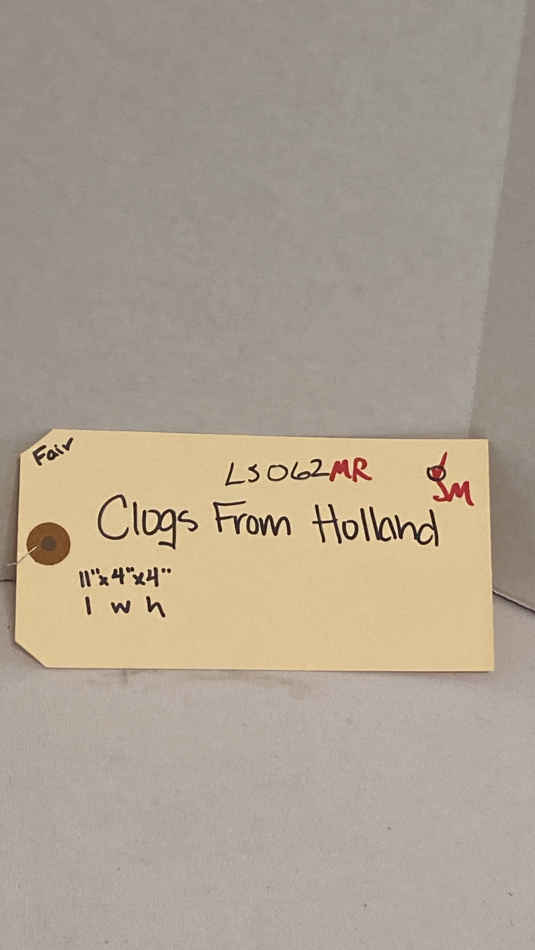 Fair
LS062MR
JM
Clogs From Holland
11"x4"x4"
l w h